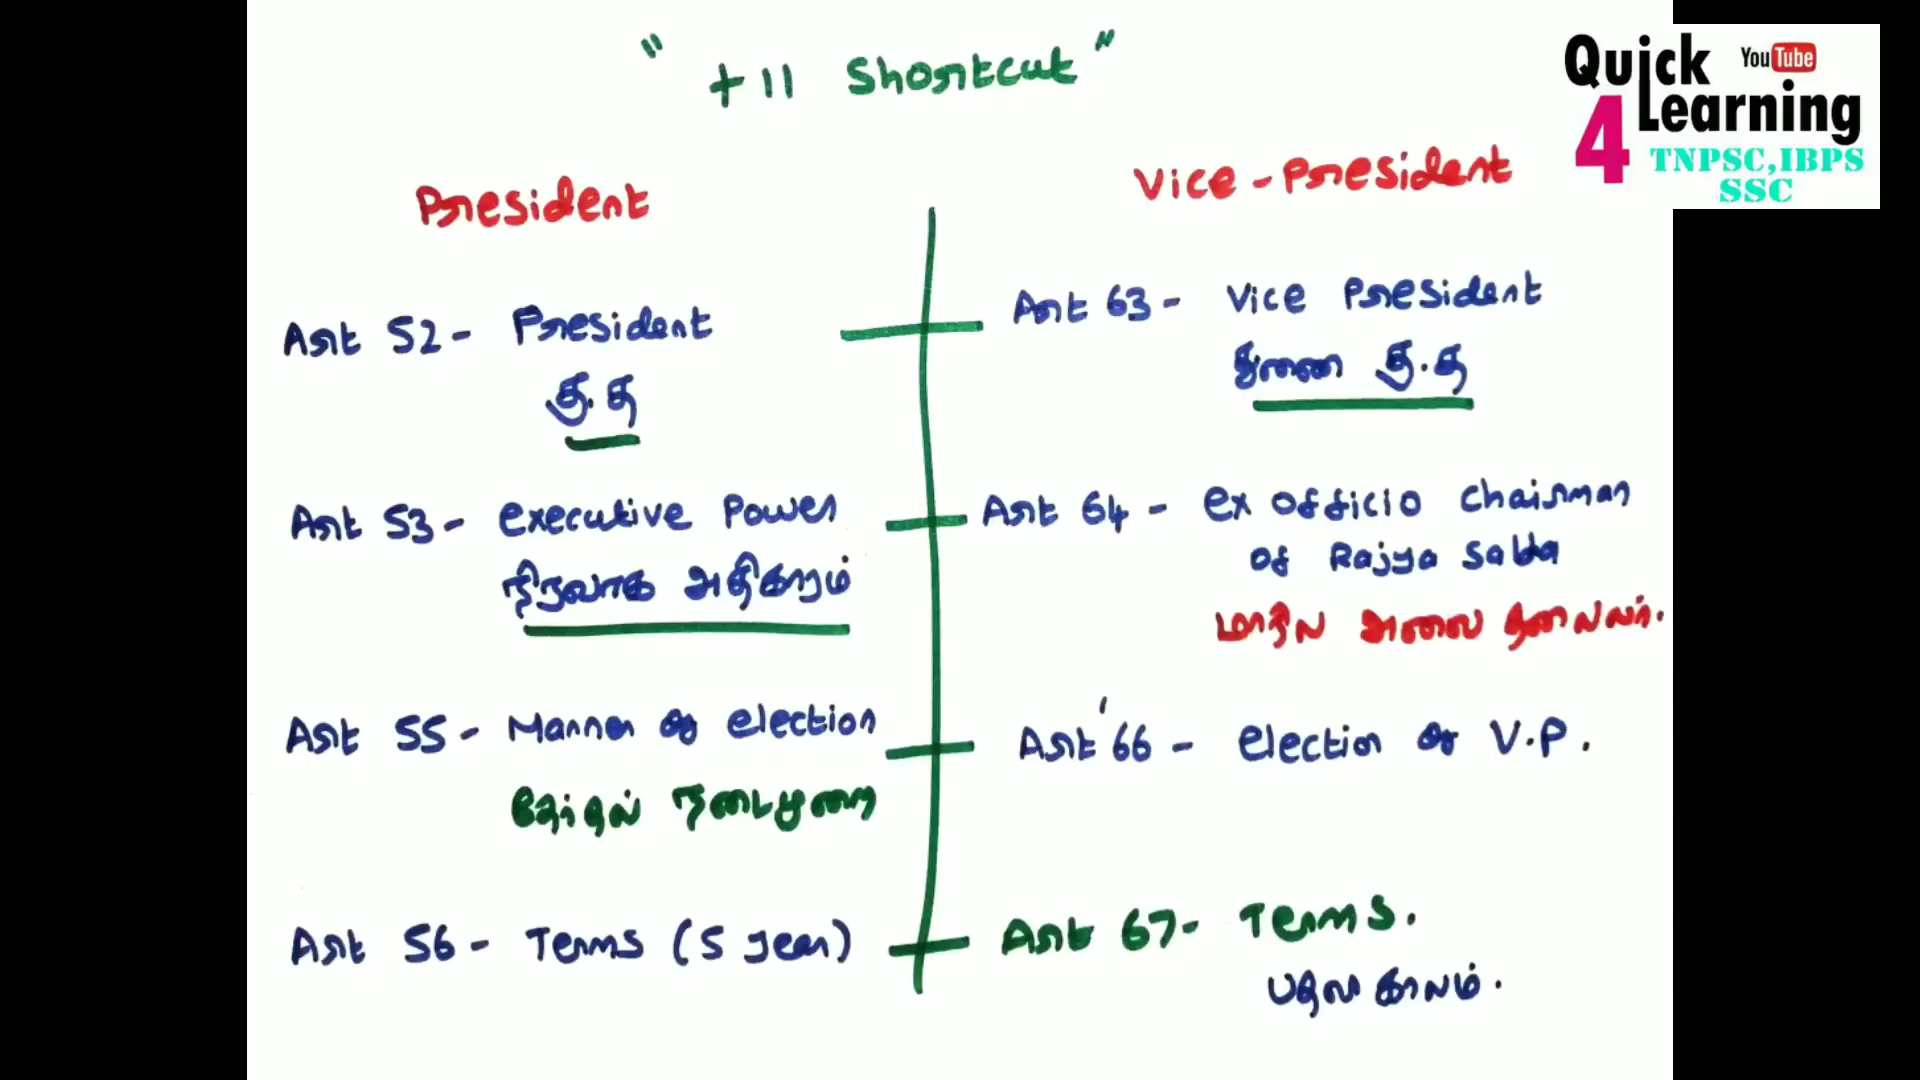 " +11 Shortcut "
Quick YouTube
4 Learning
TNPSC,IBPS
SSC
President
Vice-President
Art 52 - President
கு.த
Art 63 - Vice President
துணை கு.த
Art 53 - Executive Power
நிருவாக அதிகாரம்
Art 64 - Ex officio Chairman
of Rajya Sabha
மாநில அவை தலைவர்.
Art 55 - Manner of election
தேர்தல் நடைமுறை
Art 66 - Election of V.P.
Art 56 - Terms (5 year)
Art 67 - Terms.
பதவி காலம்.